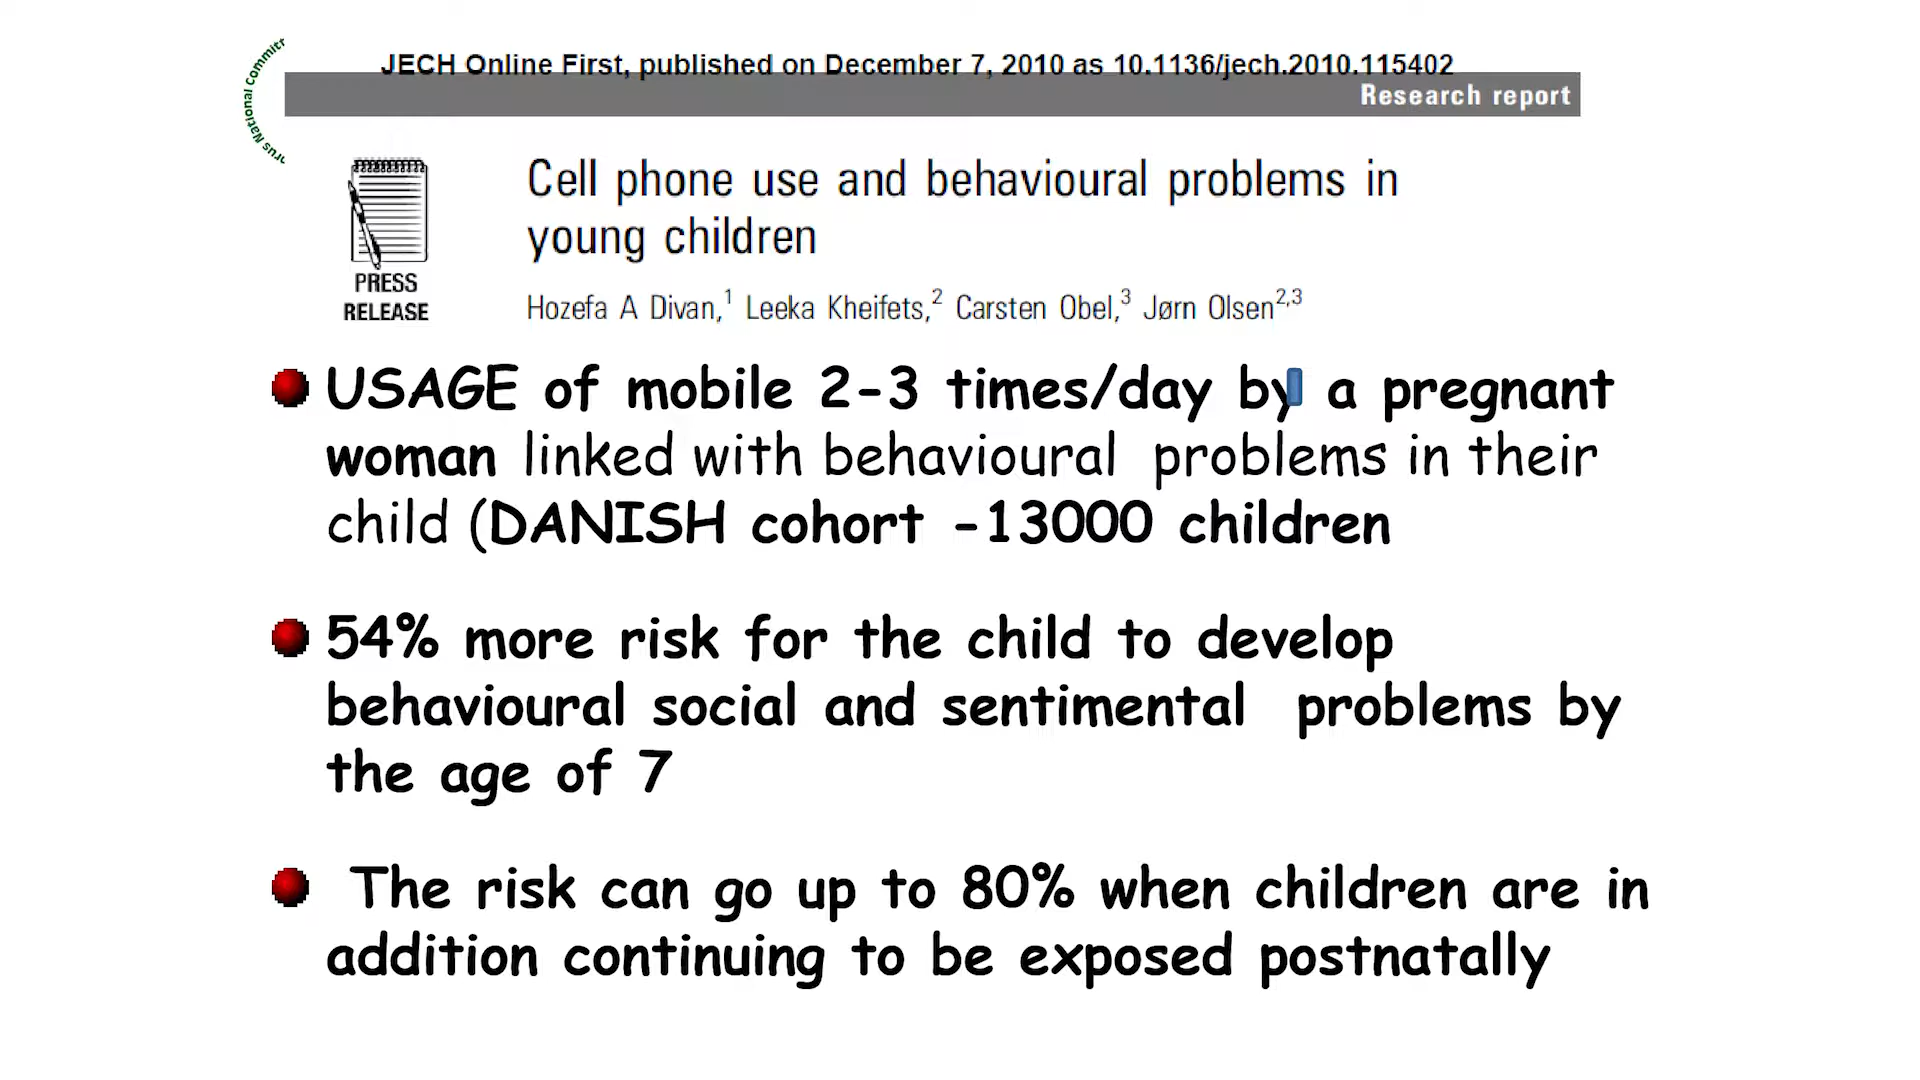 JECH Online First, published on December 7, 2010 as 10.1136/jech.2010.115402
Research report
rus National Committ
PRESS
RELEASE
Cell phone use and behavioural problems in
young children
Hozefa A Divan,1 Leeka Kheifets,2 Carsten Obel,3 Jørn Olsen2,3
USAGE of mobile 2-3 times/day by a pregnant
woman linked with behavioural problems in their
child (DANISH cohort -13000 children
54% more risk for the child to develop
behavioural social and sentimental problems by
the age of 7
The risk can go up to 80% when children are in
addition continuing to be exposed postnatally